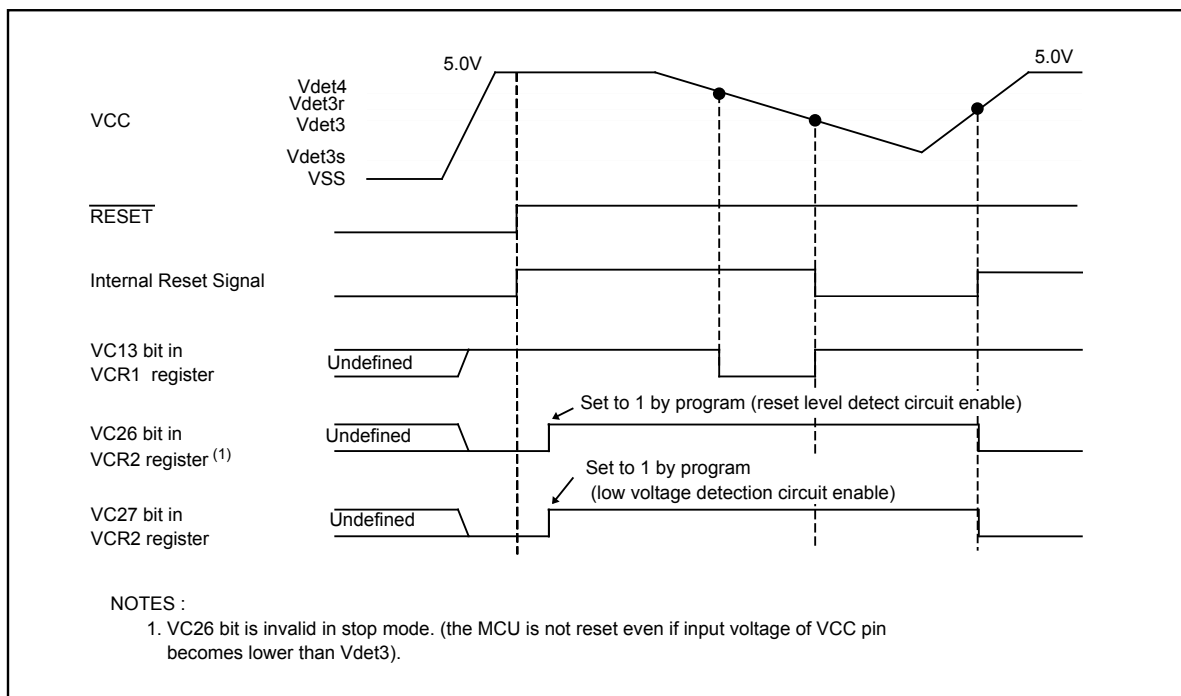 5.0V
5.0V
Vdet4
Vdet3r
Vdet3
VCC
Vdet3s
VSS
RESET
Internal Reset Signal
VC13 bit in
VCR1 register
Undefined
Set to 1 by program (reset level detect circuit enable)
VC26 bit in
VCR2 register (1)
Undefined
Set to 1 by program
(low voltage detection circuit enable)
VC27 bit in
VCR2 register
Undefined
NOTES :
1. VC26 bit is invalid in stop mode. (the MCU is not reset even if input voltage of VCC pin
becomes lower than Vdet3).